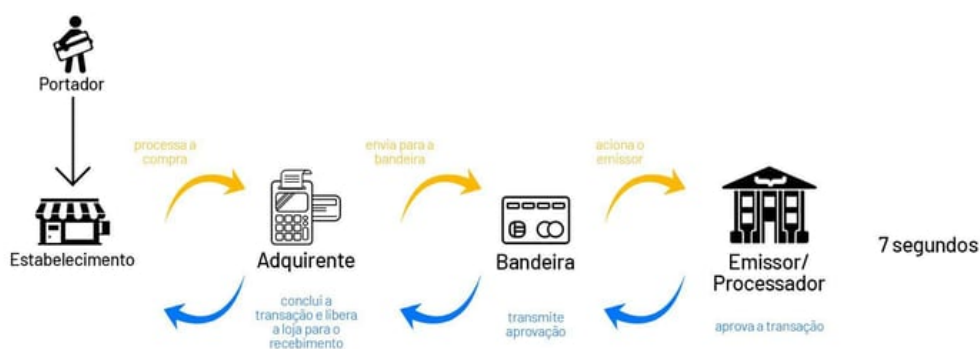 Portador
processa a
compra
envia para a
bandeira
aciona o
emissor
Estabelecimento
Adquirente
Bandeira
Emissor/
Processador
7 segundos
conclui a
transação e libera
a loja para o
recebimento
transmite
aprovação
aprova a transação